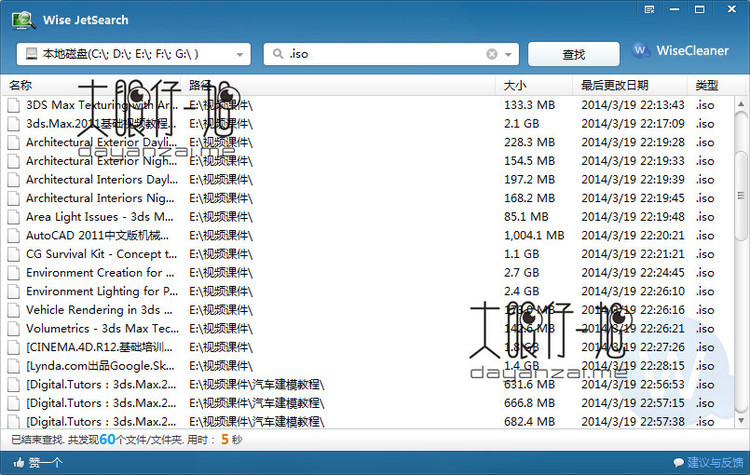 Wise JetSearch
本地磁盘(C:\; D:\; E:\; F:\; G:\ ) .iso 查找 WiseCleaner
名称 路径 大小 最后更改日期 类型
3DS Max Texturing with Ar... E:\视频课件\ 133.3 MB 2014/3/19 22:13:43 .iso
3ds.Max.2011基础视频教程... E:\视频课件\ 2.1 GB 2014/3/19 22:17:09 .iso
Architectural Exterior Dayli... E:\视频课件\ 228.3 MB 2014/3/19 22:19:28 .iso
Architectural Exterior Nigh... E:\视频课件\ 154.5 MB 2014/3/19 22:19:33 .iso
Architectural Interiors Dayl... E:\视频课件\ 197.2 MB 2014/3/19 22:19:39 .iso
Architectural Interiors Nig... E:\视频课件\ 168.2 MB 2014/3/19 22:19:45 .iso
Area Light Issues - 3ds M... E:\视频课件\ 85.1 MB 2014/3/19 22:19:48 .iso
AutoCAD 2011中文版机械... E:\视频课件\ 1,004.1 MB 2014/3/19 22:20:21 .iso
CG Survival Kit - Concept t... E:\视频课件\ 1.1 GB 2014/3/19 22:21:21 .iso
Environment Creation for ... E:\视频课件\ 2.7 GB 2014/3/19 22:24:45 .iso
Environment Lighting for P... E:\视频课件\ 2.4 GB 2014/3/19 22:26:10 .iso
Vehicle Rendering in 3ds ... E:\视频课件\ MB 2014/3/19 22:26:16 .iso
Volumetrics - 3ds Max Tec... E:\视频课件\ 142.6 MB 2014/3/19 22:26:21 .iso
[CINEMA.4D.R12.基础培训... E:\视频课件\ 1.8 GB 2014/3/19 22:27:26 .iso
[Lynda.com出品Google.Sk... E:\视频课件\ 1.4 GB 2014/3/19 22:28:15 .iso
[Digital.Tutors : 3ds.Max.2... E:\视频课件\汽车建模教程\ 631.6 MB 2014/3/19 22:56:53 .iso
[Digital.Tutors : 3ds.Max.2... E:\视频课件\汽车建模教程\ 666.8 MB 2014/3/19 22:57:15 .iso
[Digital.Tutors : 3ds.Max.2... E:\视频课件\汽车建模教程\ 682.4 MB 2014/3/19 22:57:38 .iso
大眼仔~旭
dayanzai.me
大眼仔~旭
dayanzai.me
已结束查找. 共发现60个文件/文件夹. 用时： 5 秒
赞一个 建议与反馈